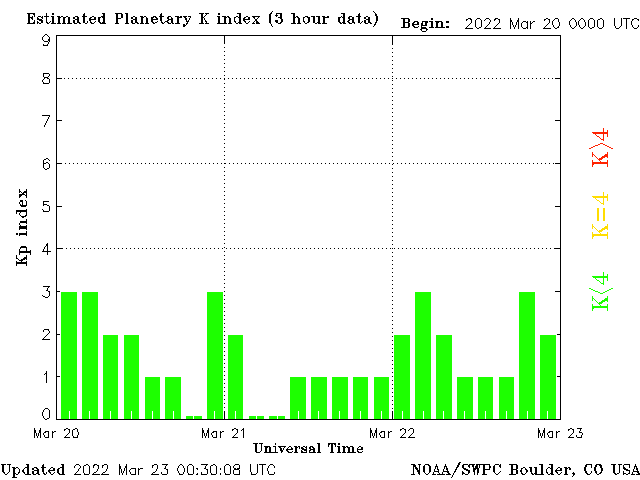 Estimated Planetary K index (3 hour data) Begin: 2022 Mar 20 0000 UTC
9
8
7
6
5
4
3
2
1
0
Kp index
K>4
K=4
K<4
Mar 20 Mar 21 Mar 22 Mar 23
Universal Time
Updated 2022 Mar 23 00:30:08 UTC NOAA/SWPC Boulder, CO USA